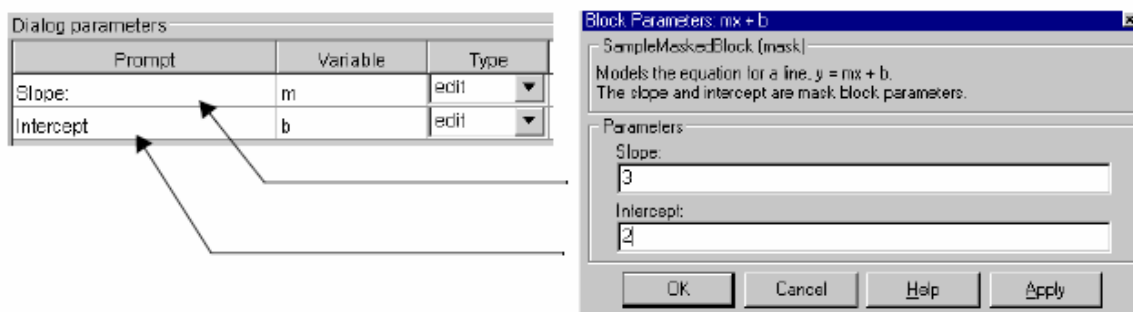 Dialog parameters
Prompt Variable Type
Slope: m edit
Intercept b edit
Block Parameters: mx + b
SampleMaskedBlock (mask)
Models the equation for a line, y = mx + b.
The slope and intercept are mask block parameters.
Parameters
Slope:
3
Intercept:
2
OK Cancel Help Apply